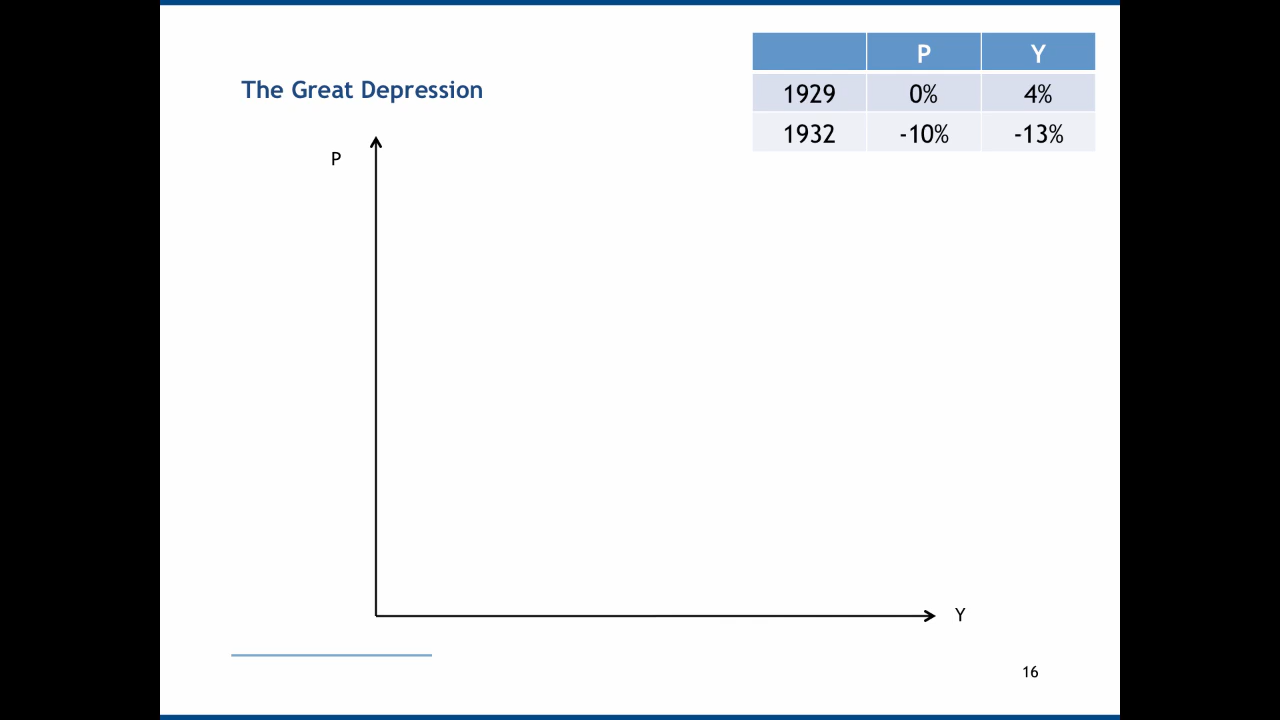 The Great Depression
P Y
1929 0% 4%
1932 -10% -13%
P
Y
16